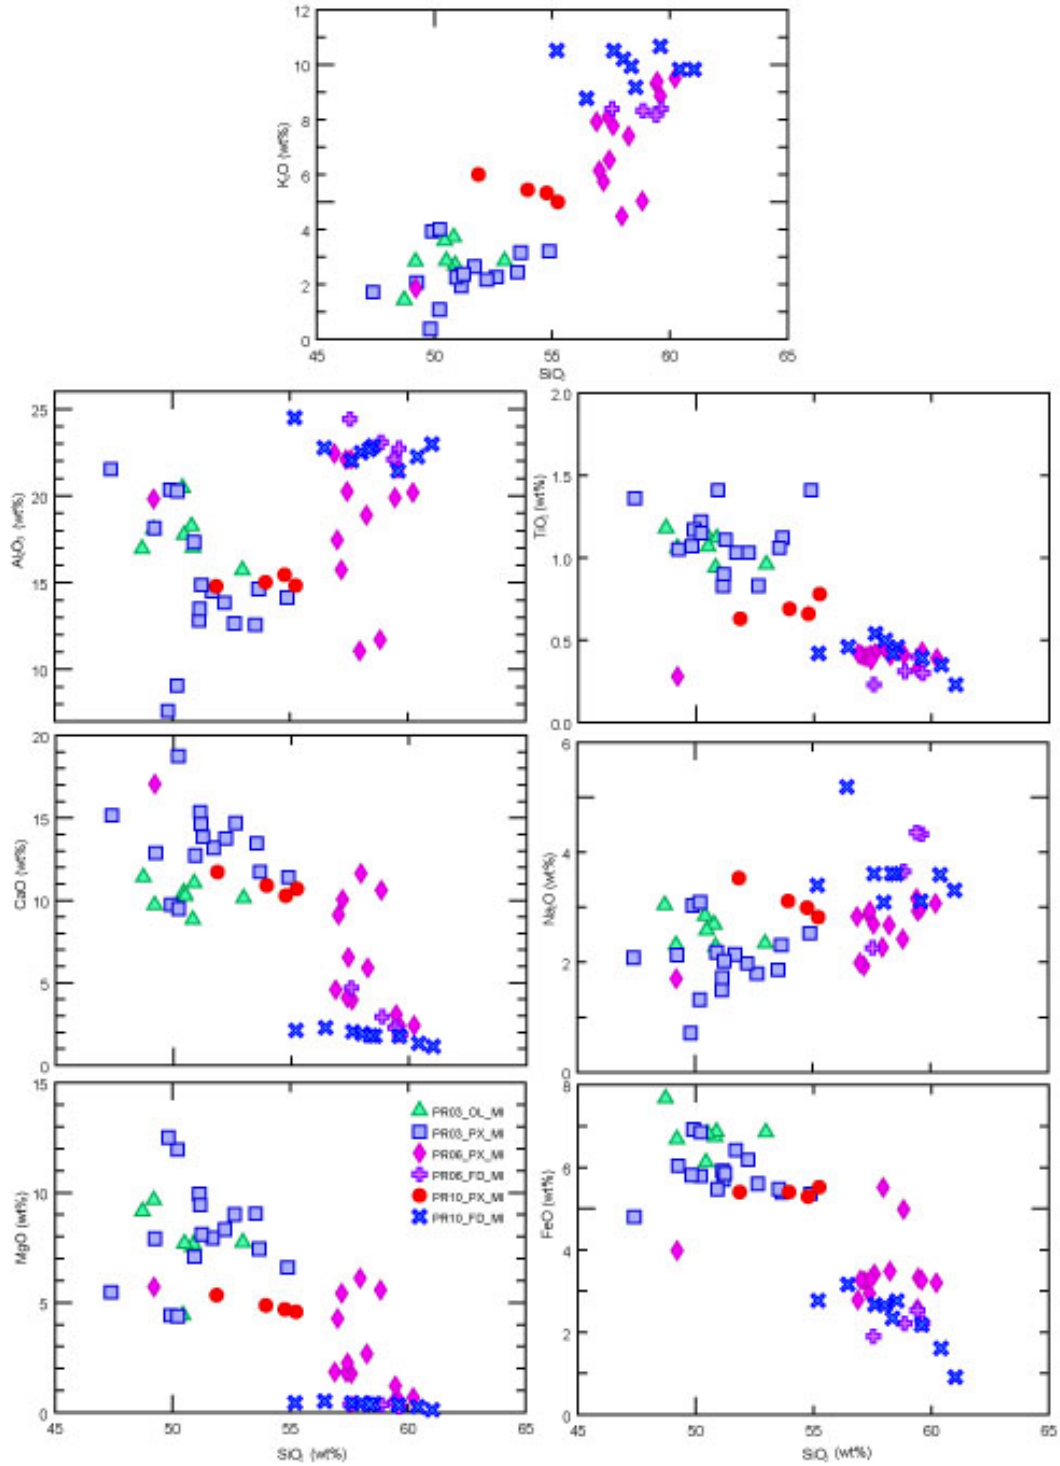 12
10
8
6
4
2
0
K₂O (wt%)
45 50 55 60 65
SiO₂
25
20
15
10
Al₂O₃ (wt%)
2.0
1.5
1.0
0.5
0.0
TiO₂ (wt%)
20
15
10
5
0
CaO (wt%)
6
4
2
0
Na₂O (wt%)
15
10
5
0
MgO (wt%)
PR03_OL_MI
PR03_PX_MI
PR06_PX_MI
PR06_FD_MI
PR10_PX_MI
PR10_FD_MI
45 50 55 60 65
SiO₂ (wt%)
8
6
4
2
0
FeO (wt%)
45 50 55 60 65
SiO₂ (wt%)